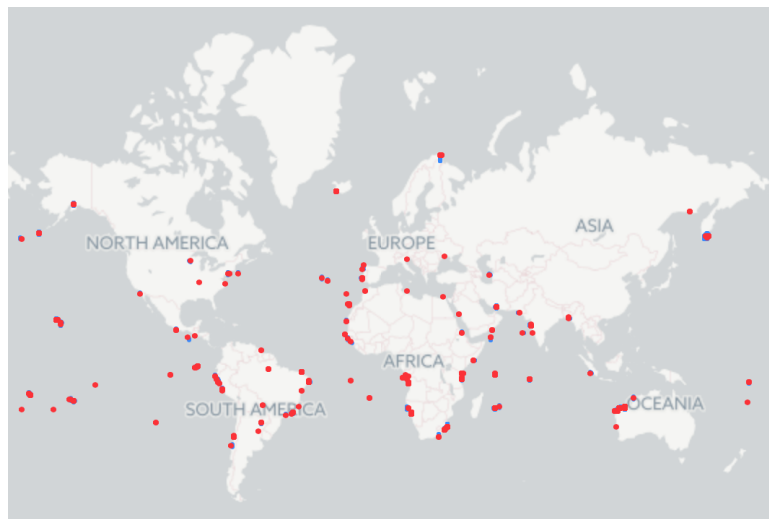 ASIA
NORTH AMERICA
EUROPE
AFRICA
OCEANIA
SOUTH AMERICA